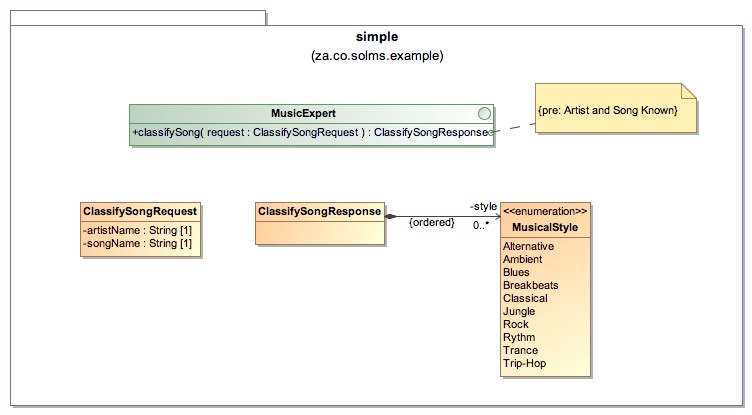 simple
(za.co.solms.example)
MusicExpert
+classifySong( request : ClassifySongRequest ) : ClassifySongResponse
{pre: Artist and Song Known}
ClassifySongRequest
-artistName : String [1]
-songName : String [1]
ClassifySongResponse
-style
{ordered}
0..*
<<enumeration>>
MusicalStyle
Alternative
Ambient
Blues
Breakbeats
Classical
Jungle
Rock
Rythm
Trance
Trip-Hop